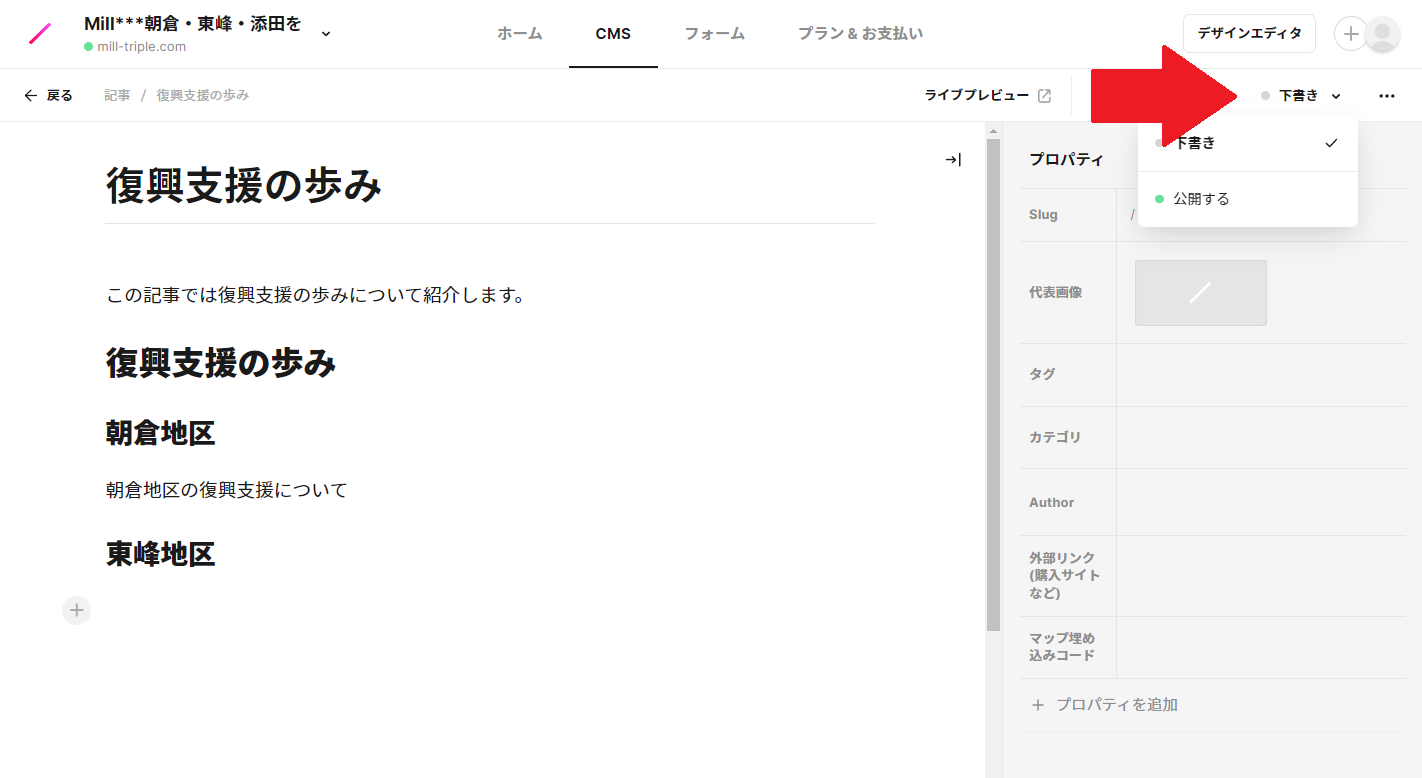 Mill***朝倉・東峰・添田を
mill-triple.com
ホーム
CMS
フォーム
プラン & お支払い
デザインエディタ
戻る
記事 / 復興支援の歩み
ライブプレビュー
下書き
下書き
公開する
復興支援の歩み
この記事では復興支援の歩みについて紹介します。
復興支援の歩み
朝倉地区
朝倉地区の復興支援について
東峰地区
プロパティ
Slug
/
代表画像
タグ
カテゴリ
Author
外部リンク
(購入サイト
など)
マップ埋め
込みコード
プロパティを追加